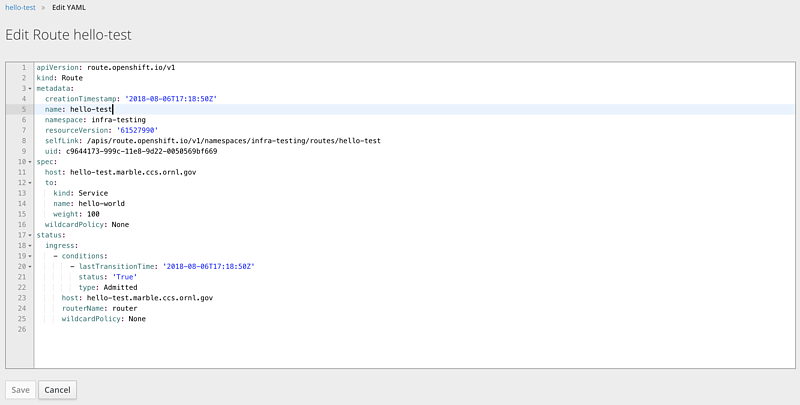 hello-test » Edit YAML
Edit Route hello-test
1 apiVersion: route.openshift.io/v1
2 kind: Route
3 metadata:
4 creationTimestamp: '2018-08-06T17:18:50Z'
5 name: hello-test
6 namespace: infra-testing
7 resourceVersion: '61527990'
8 selfLink: /apis/route.openshift.io/v1/namespaces/infra-testing/routes/hello-test
9 uid: c9644173-999c-11e8-9d22-0050569bf669
10 spec:
11 host: hello-test.marble.ccs.ornl.gov
12 to:
13 kind: Service
14 name: hello-world
15 weight: 100
16 wildcardPolicy: None
17 status:
18 ingress:
19 - conditions:
20 - lastTransitionTime: '2018-08-06T17:18:50Z'
21 status: 'True'
22 type: Admitted
23 host: hello-test.marble.ccs.ornl.gov
24 routerName: router
25 wildcardPolicy: None
26
Save Cancel